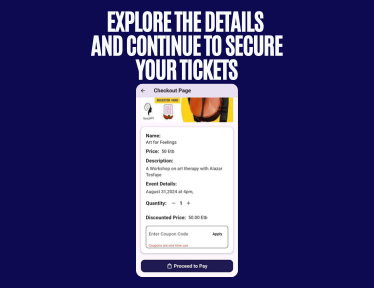 EXPLORE THE DETAILS
AND CONTINUE TO SECURE
YOUR TICKETS
Checkout Page
REGISTER HERE
Name:
Art for Feelings
Price: 50 Etb
Description:
A Workshop on art therapy with Alazar
Tesfaye
Event Details:
August 31,2024 at 4pm,
Quantity: − 1 +
Discounted Price: 50.00 Etb
Enter Coupon Code Apply
Coupons are one time use
Proceed to Pay